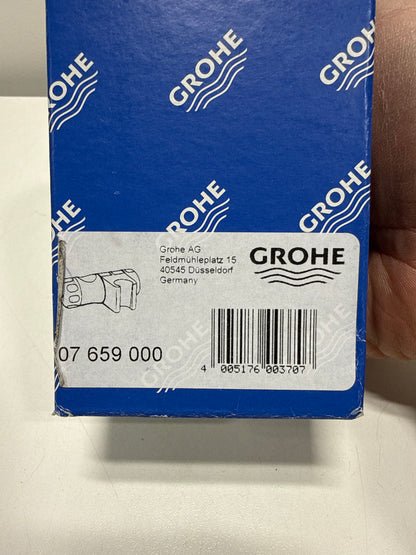 GROHE
GROHE
GROHE
GROHE
GROHE
Grohe AG
Feldmühleplatz 15
40545 Düsseldorf
Germany
GROHE
07 659 000
GROHE
4 005176 003707